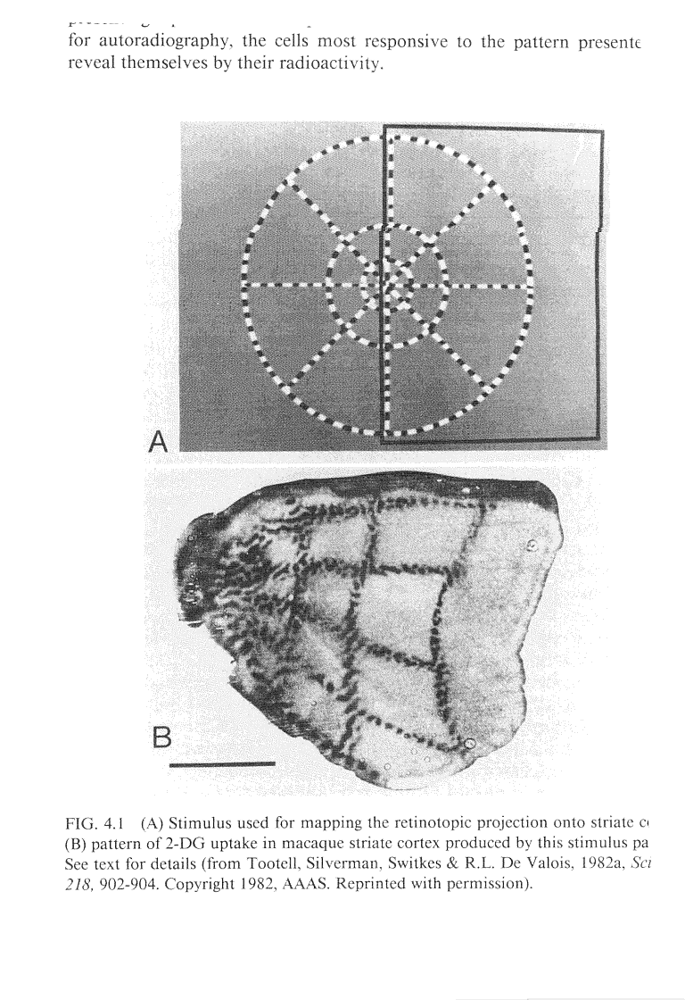 for autoradiography, the cells most responsive to the pattern presente
reveal themselves by their radioactivity.
A
B
FIG. 4.1 (A) Stimulus used for mapping the retinotopic projection onto striate c
(B) pattern of 2-DG uptake in macaque striate cortex produced by this stimulus pa
See text for details (from Tootell, Silverman, Switkes & R.L. De Valois, 1982a, Sci
218, 902-904. Copyright 1982, AAAS. Reprinted with permission).